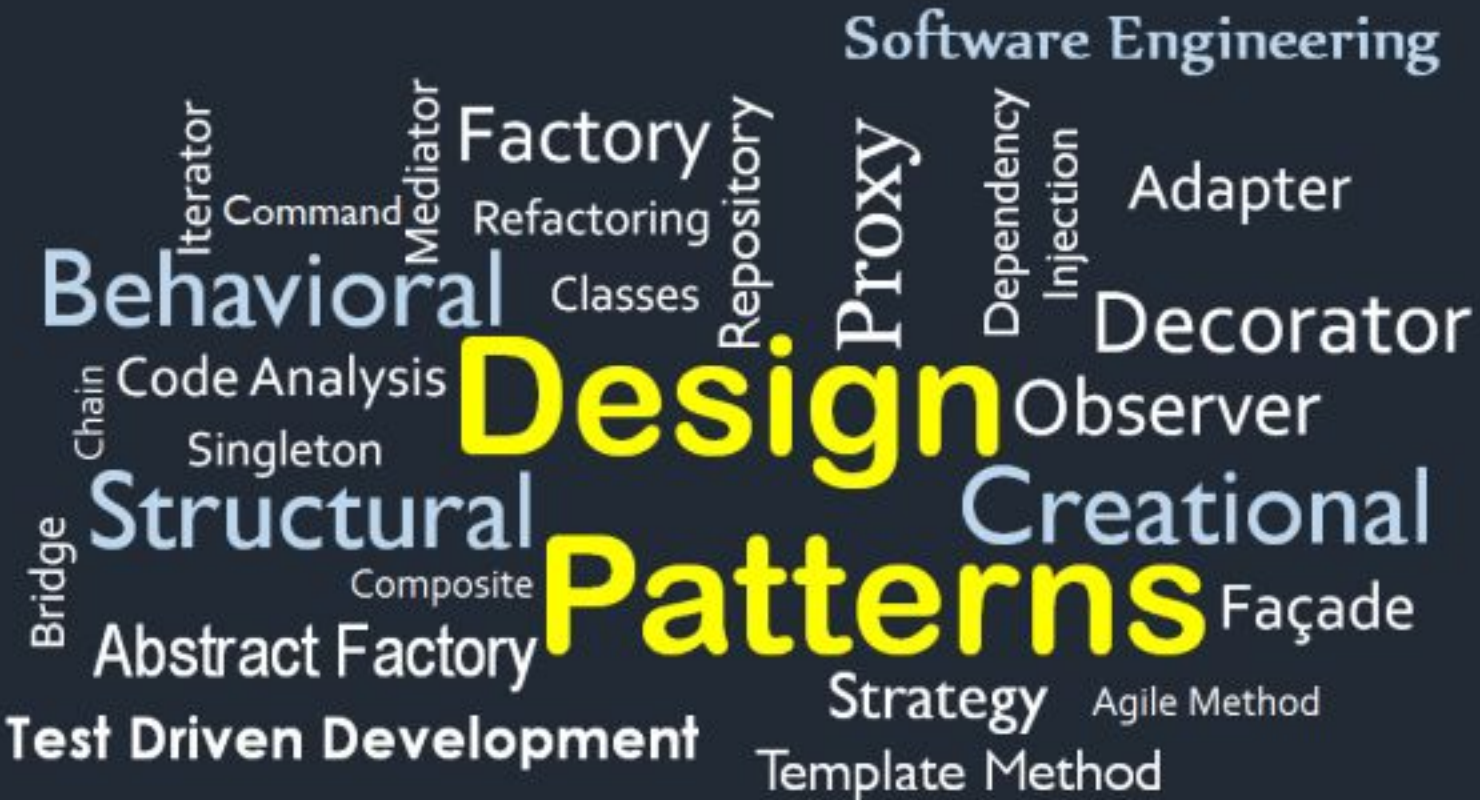 Software Engineering
Iterator
Mediator
Factory
Repository
Proxy
Dependency
Injection
Adapter
Command
Refactoring
Behavioral
Classes
Decorator
Chain
Code Analysis
Design
Observer
Singleton
Structural
Creational
Bridge
Composite
Patterns
Façade
Abstract Factory
Strategy
Agile Method
Test Driven Development
Template Method